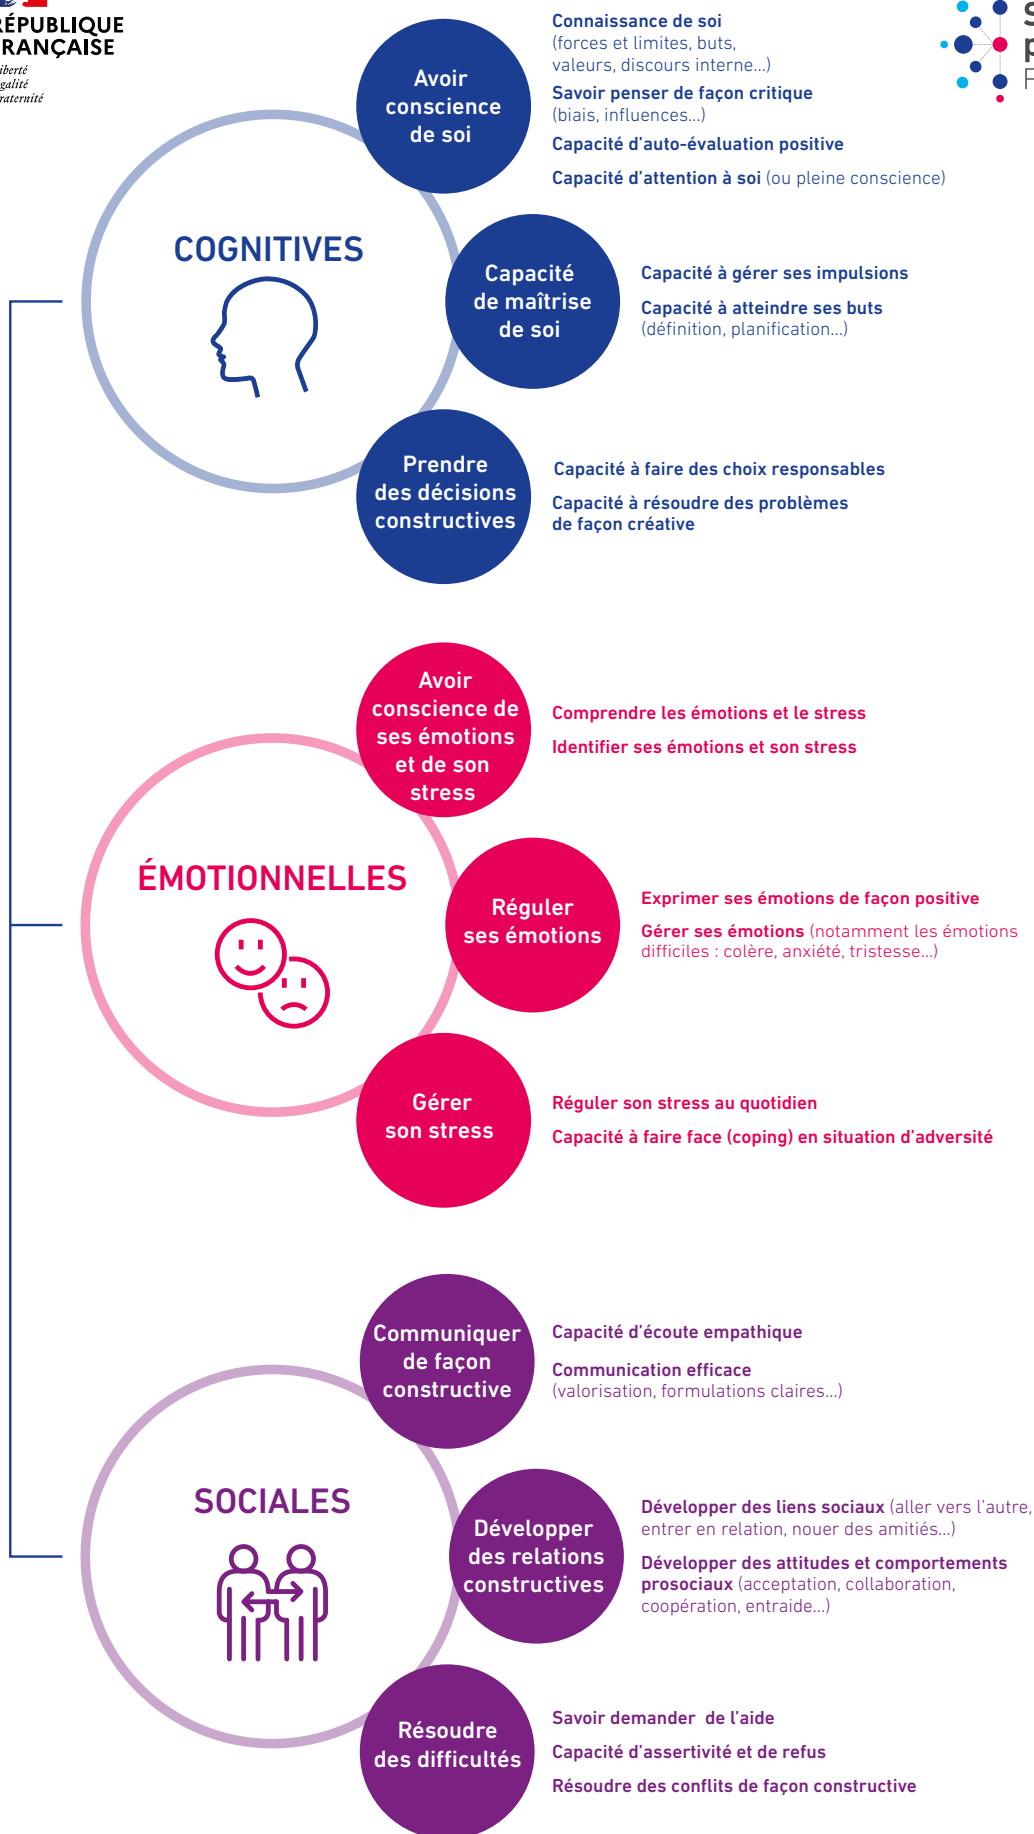 RÉPUBLIQUE
FRANÇAISE
Liberté
Égalité
Fraternité
Avoir
conscience
de soi
Connaissance de soi
(forces et limites, buts,
valeurs, discours interne...)
Savoir penser de façon critique
(biais, influences...)
Capacité d'auto-évaluation positive
Capacité d'attention à soi (ou pleine conscience)
COGNITIVES
Capacité
de maîtrise
de soi
Capacité à gérer ses impulsions
Capacité à atteindre ses buts
(définition, planification...)
Prendre
des décisions
constructives
Capacité à faire des choix responsables
Capacité à résoudre des problèmes
de façon créative
Avoir
conscience de
ses émotions
et de son
stress
Comprendre les émotions et le stress
Identifier ses émotions et son stress
ÉMOTIONNELLES
Réguler
ses émotions
Exprimer ses émotions de façon positive
Gérer ses émotions (notamment les émotions
difficiles : colère, anxiété, tristesse...)
Gérer
son stress
Réguler son stress au quotidien
Capacité à faire face (coping) en situation d'adversité
Communiquer
de façon
constructive
Capacité d'écoute empathique
Communication efficace
(valorisation, formulations claires...)
SOCIALES
Développer
des relations
constructives
Développer des liens sociaux (aller vers l'autre,
entrer en relation, nouer des amitiés...)
Développer des attitudes et comportements
prosociaux (acceptation, collaboration,
coopération, entraide...)
Résoudre
des difficultés
Savoir demander de l'aide
Capacité d'assertivité et de refus
Résoudre des conflits de façon constructive